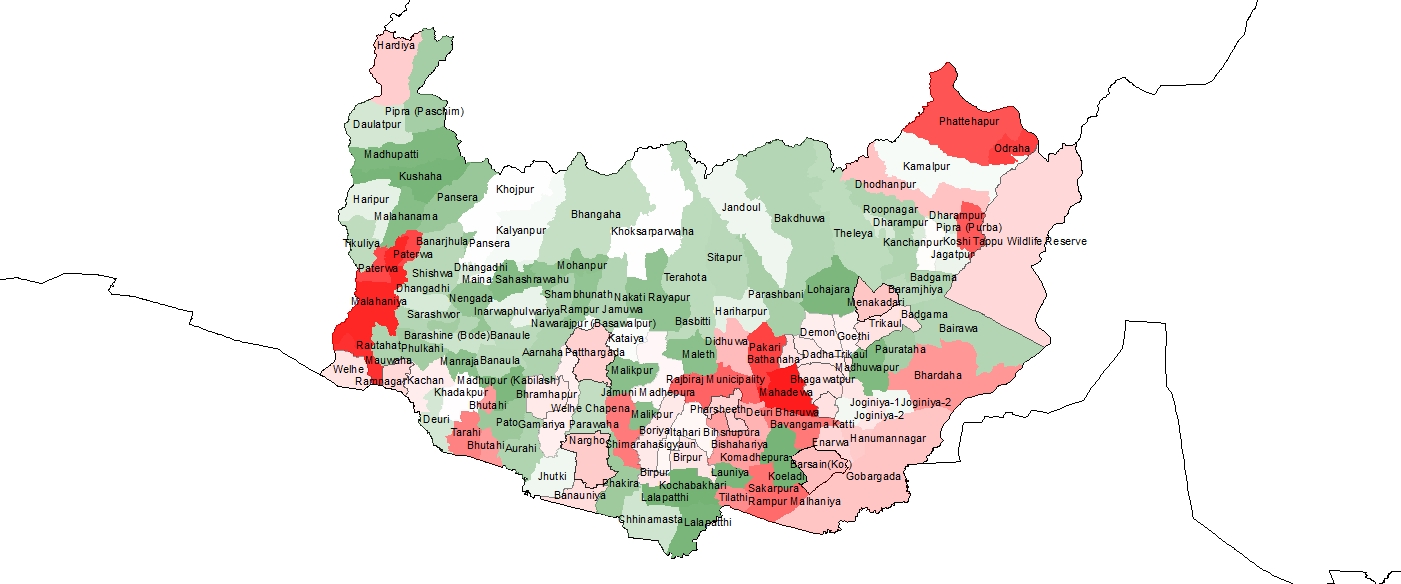 Hardiya
Pipra (Paschim)
Daulatpur
Phattehapur
Odraha
Madhupatti
Kamalpur
Kushaha
Dhodhanpur
Khojpur
Pansera
Haripur
Jandoul
Roopnagar
Malahanama
Bhangaha
Dharampur
Bakdhuwa
Dharampur
Pipra (Purba)
Kalyanpur
Khoksarparwaha
Theleya
Tikuliya
Banarjhula
Pansera
Kanchanpur
Koshi Tappu Wildlife Reserve
Paterwa
Jagatpur
Sitapur
Paterwa
Dhangadhi
Mohanpur
Shishwa
Maina
Sahashrawahu
Terahota
Badgama
Dhangadhi
Lohajara
Baramjhiya
Malahaniya
Nengada
Shambhunath
Nakati Rayapur
Parashbani
Menakadari
Sarashwor
Inarwaphulwariya
Rampur Jamuwa
Hariharpur
Badgama
Nawarajpur (Basawalpur)
Basbitti
Trikaul
Bairawa
Barashine (Bode)
Banaule
Kataiya
Demon
Goethi
Rautahat
Phulkahi
Didhuwa
Pakari
Aarnaha
Patthargada
Maleth
Bathanaha
Dadha
Trikaul
Paurataha
Mauwaha
Manraja
Banaula
Welhe
Malikpur
Madhuwapur
Rampnagar
Kachan
Madhupur (Kabilash)
Rajbiraj Municipality
Bhagawatpur
Bhardaha
Khadakpur
Bhramhapur
Jamuni Madhepura
Mahadewa
Bhutahi
Welhe Chapena
Malikpur
Pharsheeth
Deuri Bharuwa
Joginiya-1
Joginiya-2
Deuri
Pato
Gamariya
Parawaha
Bavangama Katti
Joginiya-2
Tarahi
Boriya
Itahari Bihshupura
Bhutahi
Aurahi
Nargho
Shimarahasigyaun
Bishahariya
Enarwa
Hanumannagar
Birpur
Komadhepura
Barsain(Ko)
Jhutki
Birpur
Launiya
Koeladi
Gobargada
Phakira
Kochabakhari
Banauniya
Lalapatthi
Tilathi
Sakarpura
Rampur Malhaniya
Chhinamasta
Lalapatthi